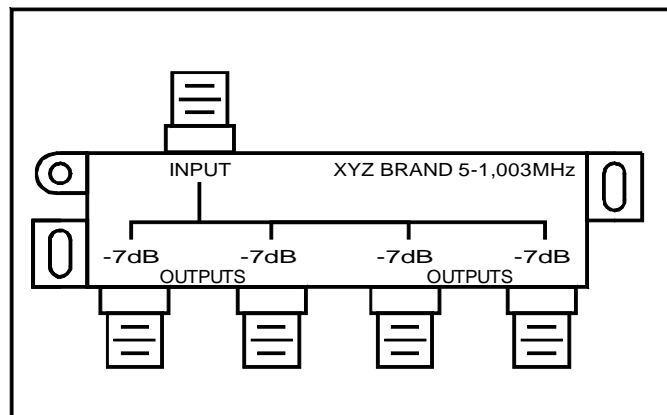 INPUT XYZ BRAND 5-1,003MHz
-7dB -7dB -7dB -7dB
OUTPUTS OUTPUTS